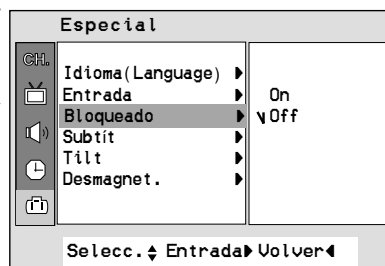 Especial
CH.
Idioma(Language)
Entrada
On
Bloqueado
Off
Subtít
Tilt
Desmagnet.
Selecc. Entrada Volver